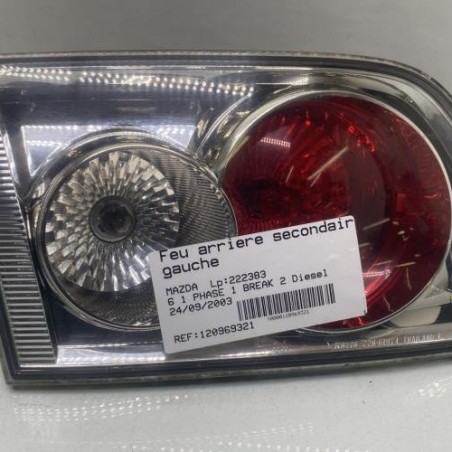 Feu arriere secondair
gauche
MAZDA Lp:222383
6 1 PHASE 1 BREAK 2 Diesel
24/09/2003
REF:120969321